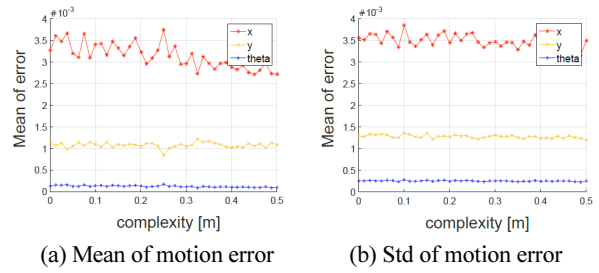 #10⁻³
4
3.5
3
2.5
2
1.5
1
0.5
0
Mean of error
x
y
theta
0 0.1 0.2 0.3 0.4 0.5
complexity [m]
(a) Mean of motion error
#10⁻³
4
3.5
3
2.5
2
1.5
1
0.5
0
Mean of error
x
y
theta
0 0.1 0.2 0.3 0.4 0.5
complexity [m]
(b) Std of motion error